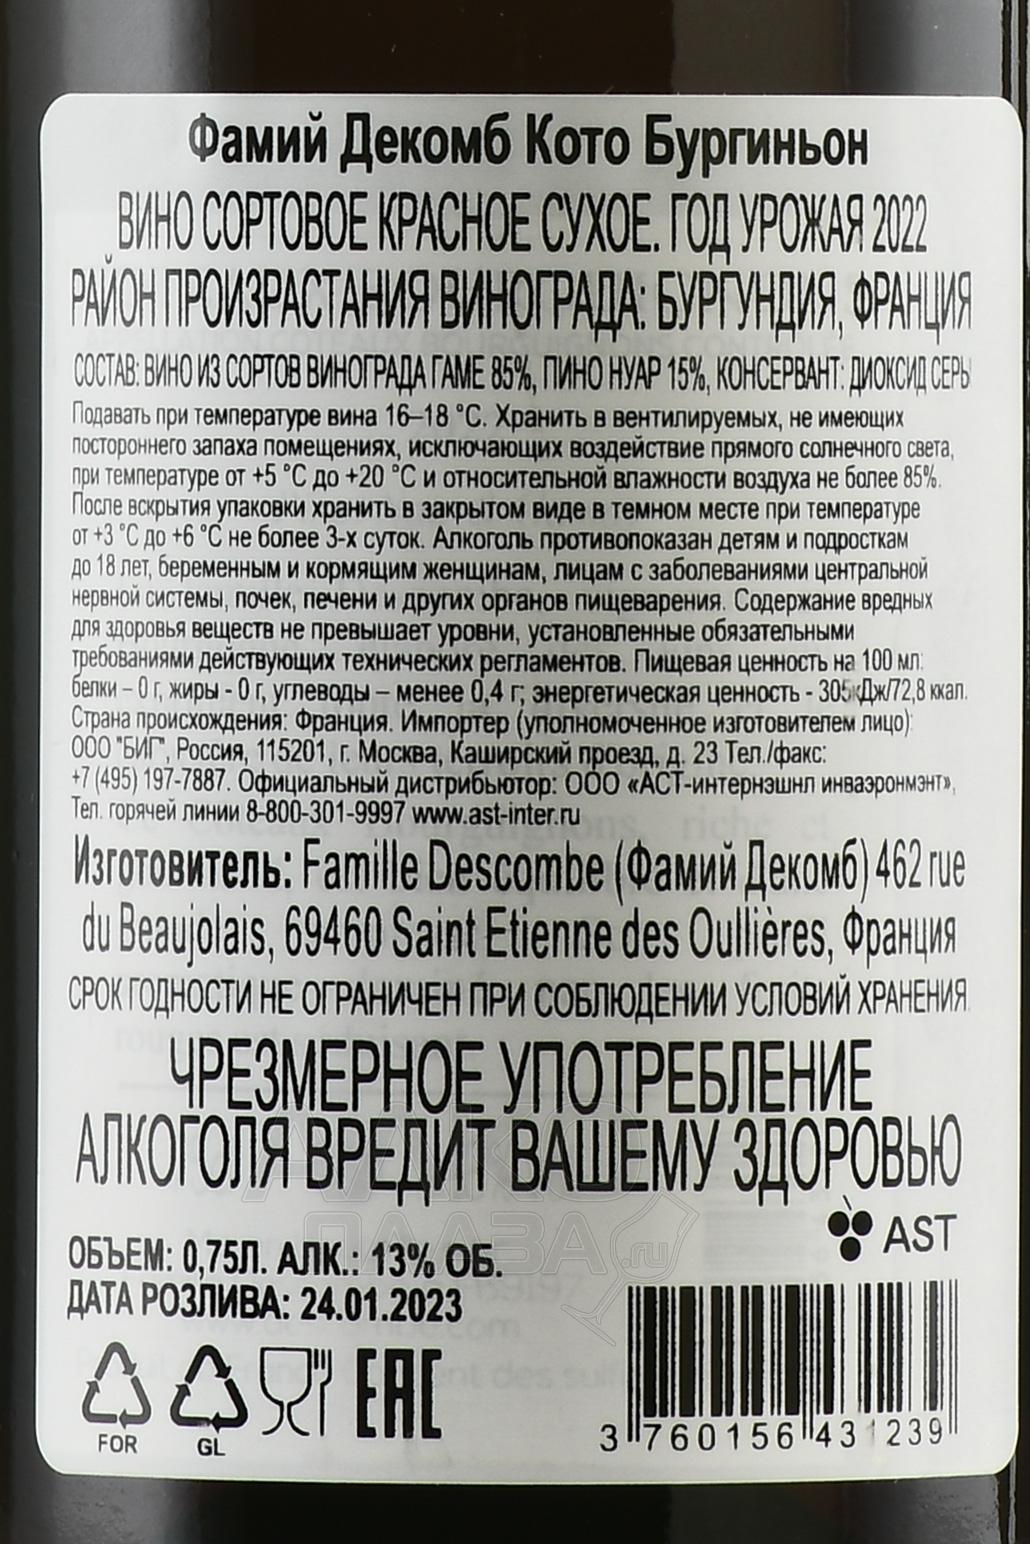 Фамий Декомб Кото Бургиньон
ВИНО СОРТОВОЕ КРАСНОЕ СУХОЕ. ГОД УРОЖАЯ 2022
РАЙОН ПРОИЗРАСТАНИЯ ВИНОГРАДА: БУРГУНДИЯ, ФРАНЦИЯ
СОСТАВ: ВИНО ИЗ СОРТОВ ВИНОГРАДА ГАМЕ 85%, ПИНО НУАР 15%, КОНСЕРВАНТ: ДИОКСИД СЕРЫ
Подавать при температуре вина 16–18 °С. Хранить в вентилируемых, не имеющих
постороннего запаха помещениях, исключающих воздействие прямого солнечного света,
при температуре от +5 °С до +20 °С и относительной влажности воздуха не более 85%.
После вскрытия упаковки хранить в закрытом виде в темном месте при температуре
от +3 °С до +6 °С не более 3-х суток. Алкоголь противопоказан детям и подросткам
до 18 лет, беременным и кормящим женщинам, лицам с заболеваниями центральной
нервной системы, почек, печени и других органов пищеварения. Содержание вредных
для здоровья веществ не превышает уровни, установленные обязательными
требованиями действующих технических регламентов. Пищевая ценность на 100 мл:
белки – 0 г, жиры - 0 г, углеводы – менее 0,4 г; энергетическая ценность - 305кДж/72,8 ккал.
Страна происхождения: Франция. Импортер (уполномоченное изготовителем лицо):
ООО "БИГ", Россия, 115201, г. Москва, Каширский проезд, д. 23 Тел./факс:
+7 (495) 197-7887. Официальный дистрибьютор: ООО «АСТ-интернэшнл инваэронмэнт»,
Тел. горячей линии 8-800-301-9997 www.ast-inter.ru
Изготовитель: Famille Descombe (Фамий Декомб) 462 rue
du Beaujolais, 69460 Saint Etienne des Oullières, Франция
СРОК ГОДНОСТИ НЕ ОГРАНИЧЕН ПРИ СОБЛЮДЕНИИ УСЛОВИЙ ХРАНЕНИЯ
ЧРЕЗМЕРНОЕ УПОТРЕБЛЕНИЕ
АЛКОГОЛЯ ВРЕДИТ ВАШЕМУ ЗДОРОВЬЮ
АЛКО
ПЛАЗА.ru
AST
ОБЪЕМ: 0,75Л. АЛК.: 13% ОБ.
ДАТА РОЗЛИВА: 24.01.2023
FOR GL EAC
3 760156 431239